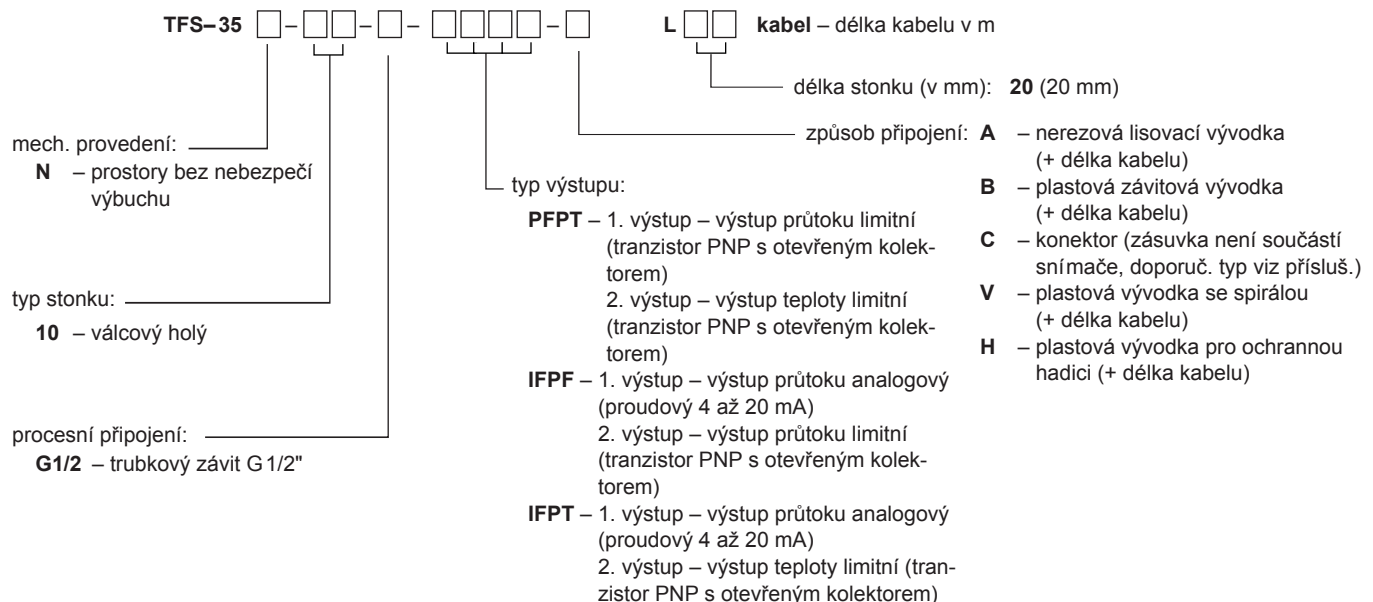 TFS–35 □–□□–□–□□□□–□ L□□ kabel – délka kabelu v m
délka stonku (v mm): 20 (20 mm)
mech. provedení:
N – prostory bez nebezpečí
výbuchu
typ stonku:
10 – válcový holý
procesní připojení:
G1/2 – trubkový závit G1/2"
typ výstupu:
PFPT – 1. výstup – výstup průtoku limitní
(tranzistor PNP s otevřeným kolek-
torem)
2. výstup – výstup teploty limitní
(tranzistor PNP s otevřeným kolek-
torem)
IFPF – 1. výstup – výstup průtoku analogový
(proudový 4 až 20 mA)
2. výstup – výstup průtoku limitní
(tranzistor PNP s otevřeným kolek-
torem)
IFPT – 1. výstup – výstup průtoku analogový
(proudový 4 až 20 mA)
2. výstup – výstup teploty limitní (tran-
zistor PNP s otevřeným kolektorem)
způsob připojení: A – nerezová lisovací vývodka
(+ délka kabelu)
B – plastová závitová vývodka
(+ délka kabelu)
C – konektor (zásuvka není součástí
snímače, doporuč. typ viz přísluš.)
V – plastová vývodka se spirálou
(+ délka kabelu)
H – plastová vývodka pro ochrannou
hadici (+ délka kabelu)